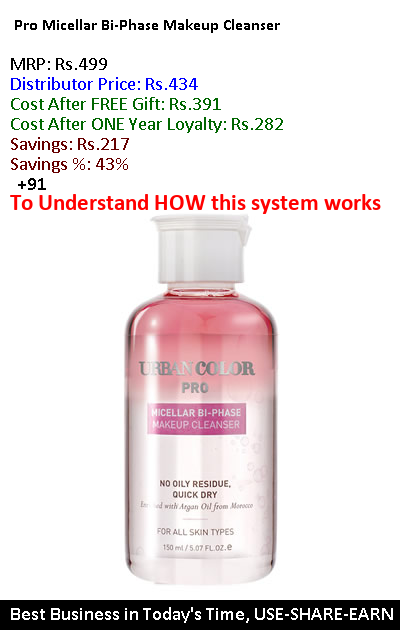 Pro Micellar Bi-Phase Makeup Cleanser
MRP: Rs.499
Distributor Price: Rs.434
Cost After FREE Gift: Rs.391
Cost After ONE Year Loyalty: Rs.282
Savings: Rs.217
Savings %: 43%
+91
To Understand HOW this system works
URBAN COLOR
PRO
MICELLAR BI-PHASE
MAKEUP CLEANSER
NO OILY RESIDUE,
QUICK DRY
Enriched with Argan Oil from Morocco
FOR ALL SKIN TYPES
150 ml / 5.07 FL.OZ.e
Best Business in Today's Time, USE-SHARE-EARN